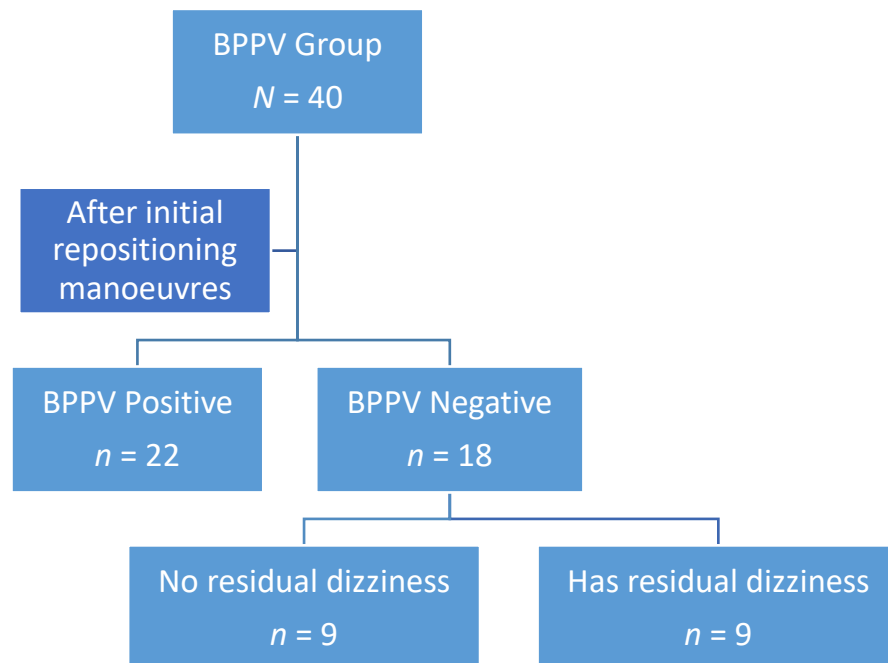 BPPV Group
N = 40
After initial
repositioning
manoeuvres
BPPV Positive
n = 22
BPPV Negative
n = 18
No residual dizziness
n = 9
Has residual dizziness
n = 9